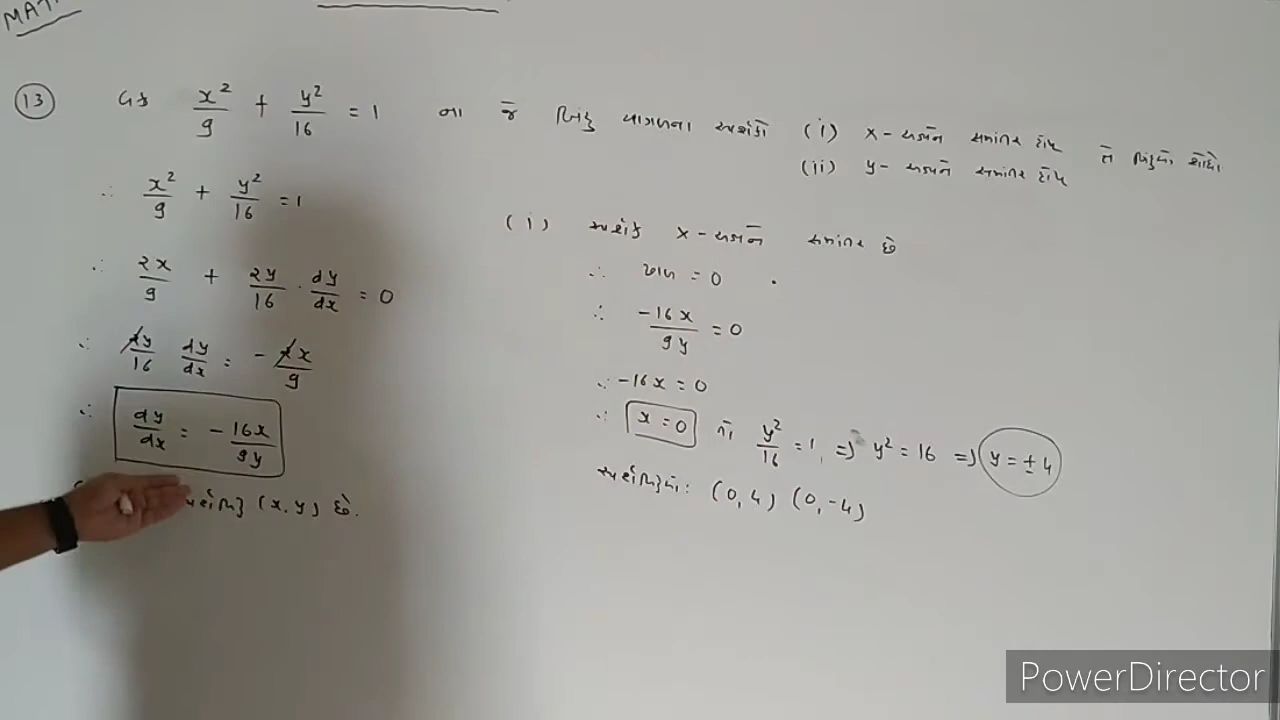 MAT
(13) વક્ર x²/9 + y²/16 = 1 ના જે બિંદુ આગળના સ્પર્શકો (i) x-અક્ષને સમાંતર હોય તે બિંદુઓ શોધો
(ii) y-અક્ષને સમાંતર હોય
∴ x²/9 + y²/16 = 1
∴ 2x/9 + 2y/16 · dy/dx = 0
∴ 2y/16 dy/dx = - 2x/9
∴ dy/dx = - 16x/9y
સ્પર્શબિંદુ (x, y) છે.
(i) સ્પર્શક x-અક્ષને સમાંતર છે
∴ ઢાળ = 0
∴ -16x/9y = 0
∴ -16x = 0
∴ x = 0 તો y²/16 = 1, => y² = 16 => y = ± 4
સ્પર્શબિંદુઓ: (0, 4) (0, -4)
PowerDirector